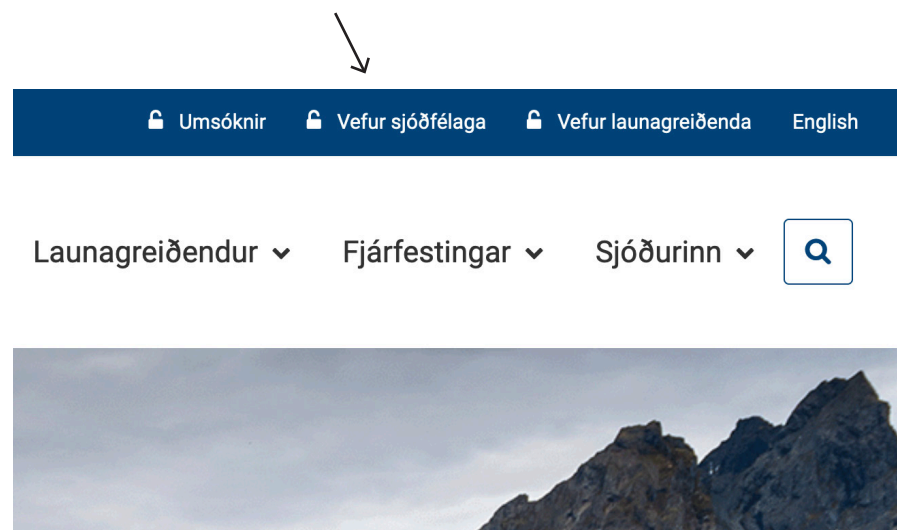 Umsóknir Vefur sjóðfélaga Vefur launagreiðenda English
Launagreiðendur Fjárfestingar Sjóðurinn